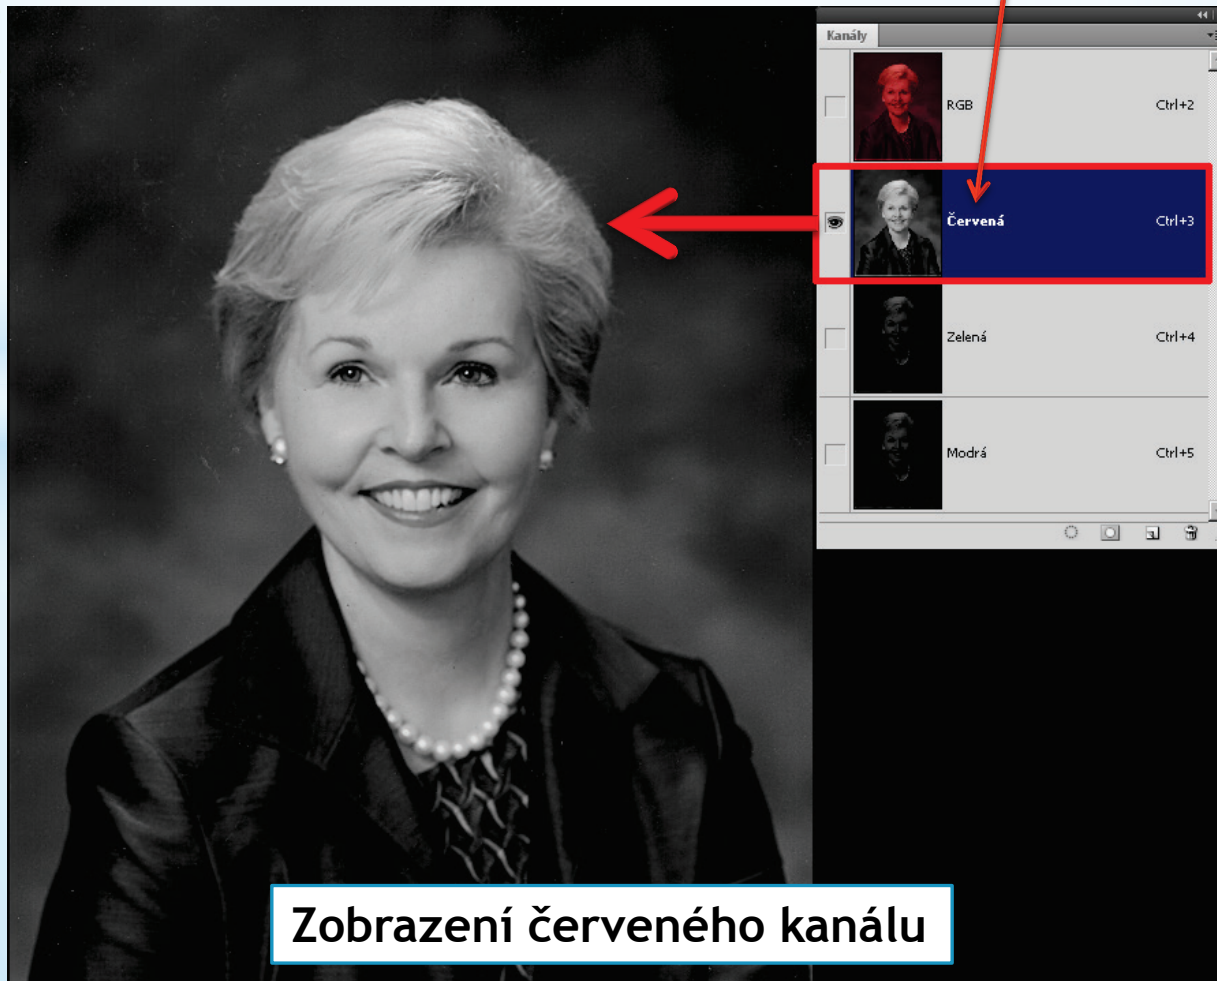 Kanály
RGB Ctrl+2
Červená Ctrl+3
Zelená Ctrl+4
Modrá Ctrl+5
Zobrazení červeného kanálu